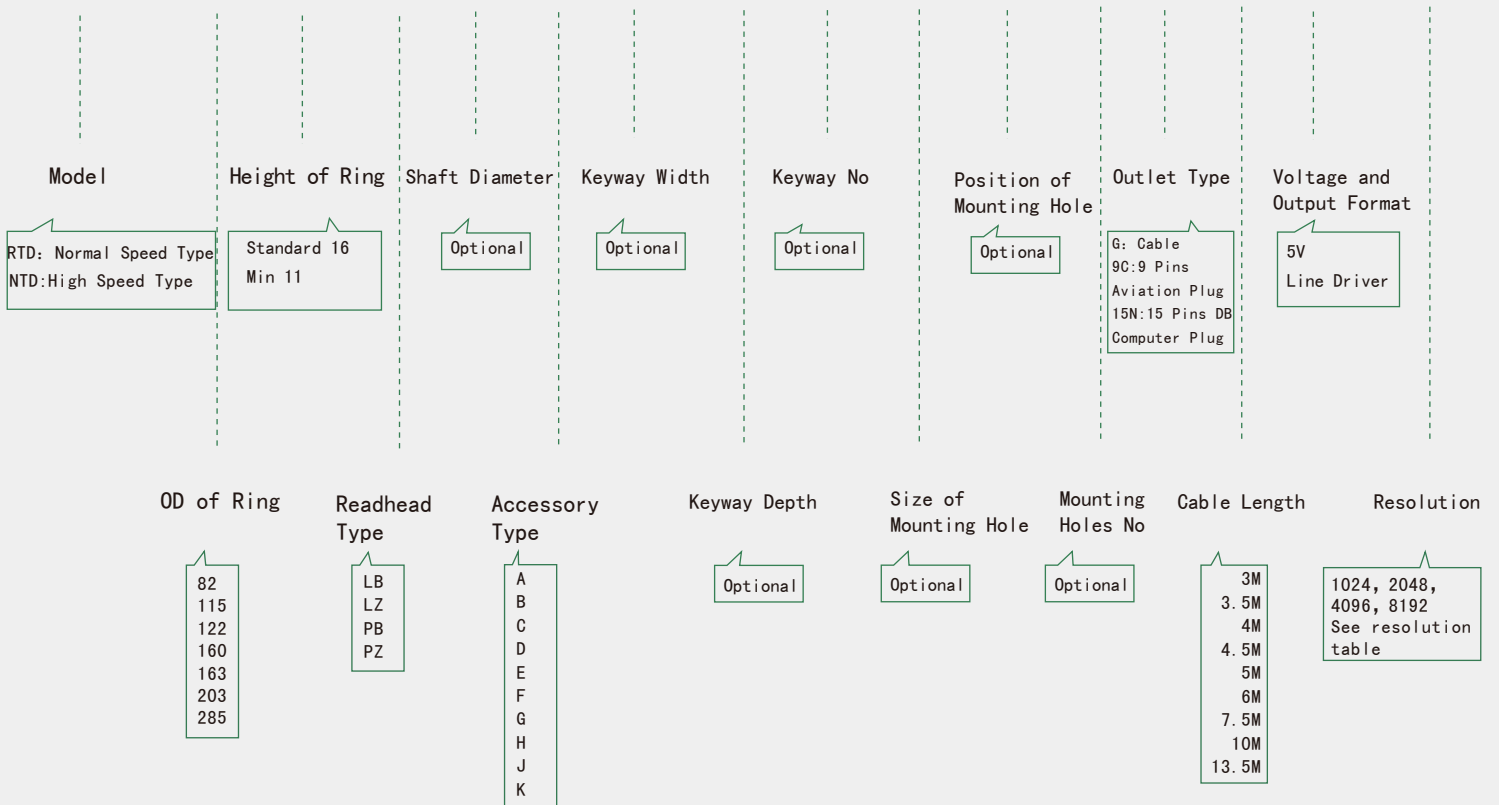 Model
RTD: Normal Speed Type
NTD:High Speed Type
Height of Ring
Standard 16
Min 11
Shaft Diameter
Optional
Keyway Width
Optional
Keyway No
Optional
Position of
Mounting Hole
Optional
Outlet Type
G: Cable
9C:9 Pins
Aviation Plug
15N:15 Pins DB
Computer Plug
Voltage and
Output Format
5V
Line Driver
OD of Ring
82
115
122
160
163
203
285
Readhead
Type
LB
LZ
PB
PZ
Accessory
Type
A
B
C
D
E
F
G
H
J
K
Keyway Depth
Optional
Size of
Mounting Hole
Optional
Mounting
Holes No
Optional
Cable Length
3M
3.5M
4M
4.5M
5M
6M
7.5M
10M
13.5M
Resolution
1024, 2048,
4096, 8192
See resolution
table